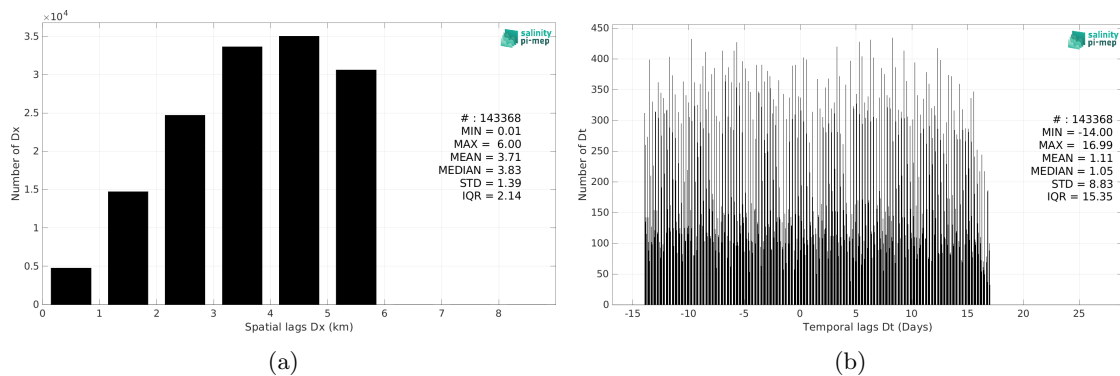 ×10⁴
3.5
3
2.5
2
1.5
1
0.5
0
Number of Dx
0 1 2 3 4 5 6 7 8
Spatial lags Dx (km)
salinity
pi-mep
# : 143368
MIN = 0.01
MAX = 6.00
MEAN = 3.71
MEDIAN = 3.83
STD = 1.39
IQR = 2.14
(a)
450
400
350
300
250
200
150
100
50
0
Number of Dt
-15 -10 -5 0 5 10 15 20 25
Temporal lags Dt (Days)
salinity
pi-mep
# : 143368
MIN = -14.00
MAX = 16.99
MEAN = 1.11
MEDIAN = 1.05
STD = 8.83
IQR = 15.35
(b)